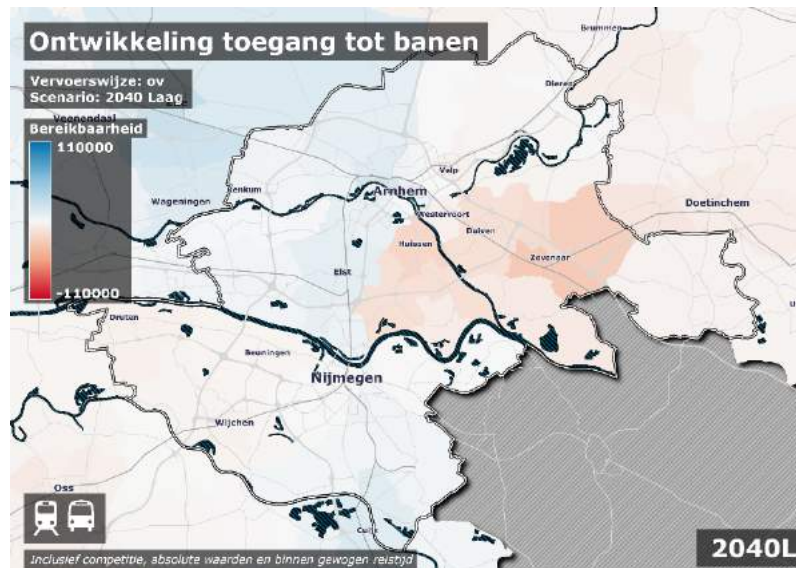 Ontwikkeling toegang tot banen
Brummen
Vervoerswijze: ov
Scenario: 2040 Laag
Dieren
Veenendaal
Bereikbaarheid
110000
Velp
Renkum
Arnhem
Wageningen
Westervoort
Doetinchem
Duiven
Huissen
Zevenaar
Elst
-110000
Druten
Beuningen
Nijmegen
Wijchen
Oss
Cuijk
2040L
Inclusief competitie, absolute waarden en binnen gewogen reistijd